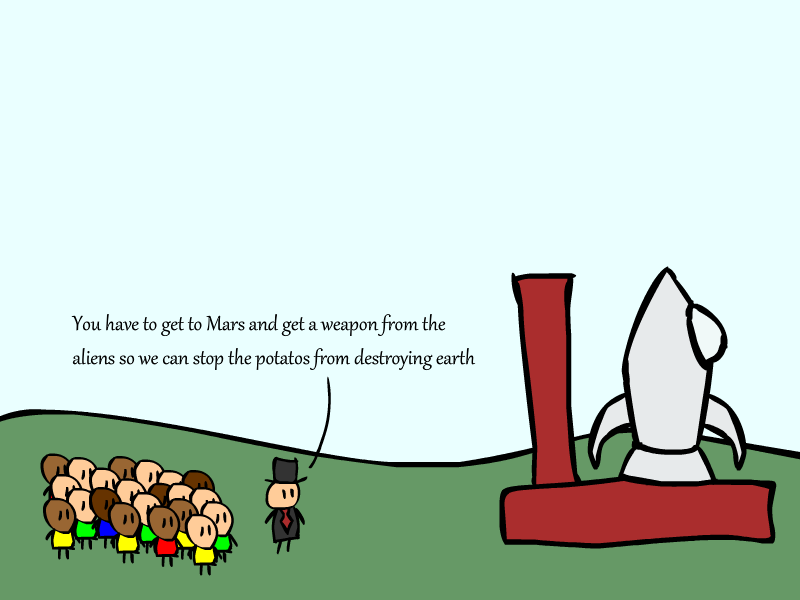 You have to get to Mars and get a weapon from the
aliens so we can stop the potatos from destroying earth